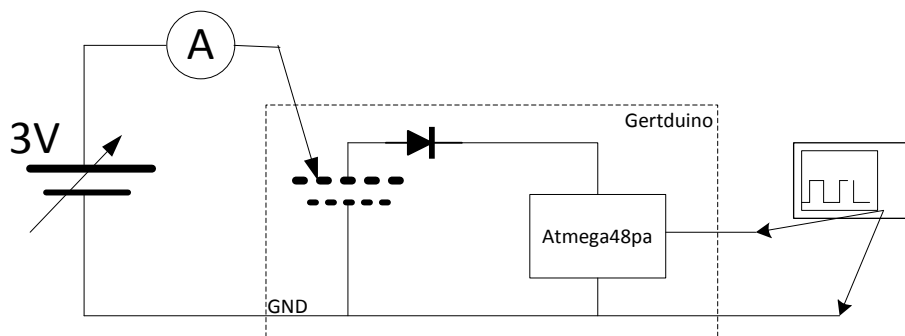 A
Gertduino
3V
Atmega48pa
GND